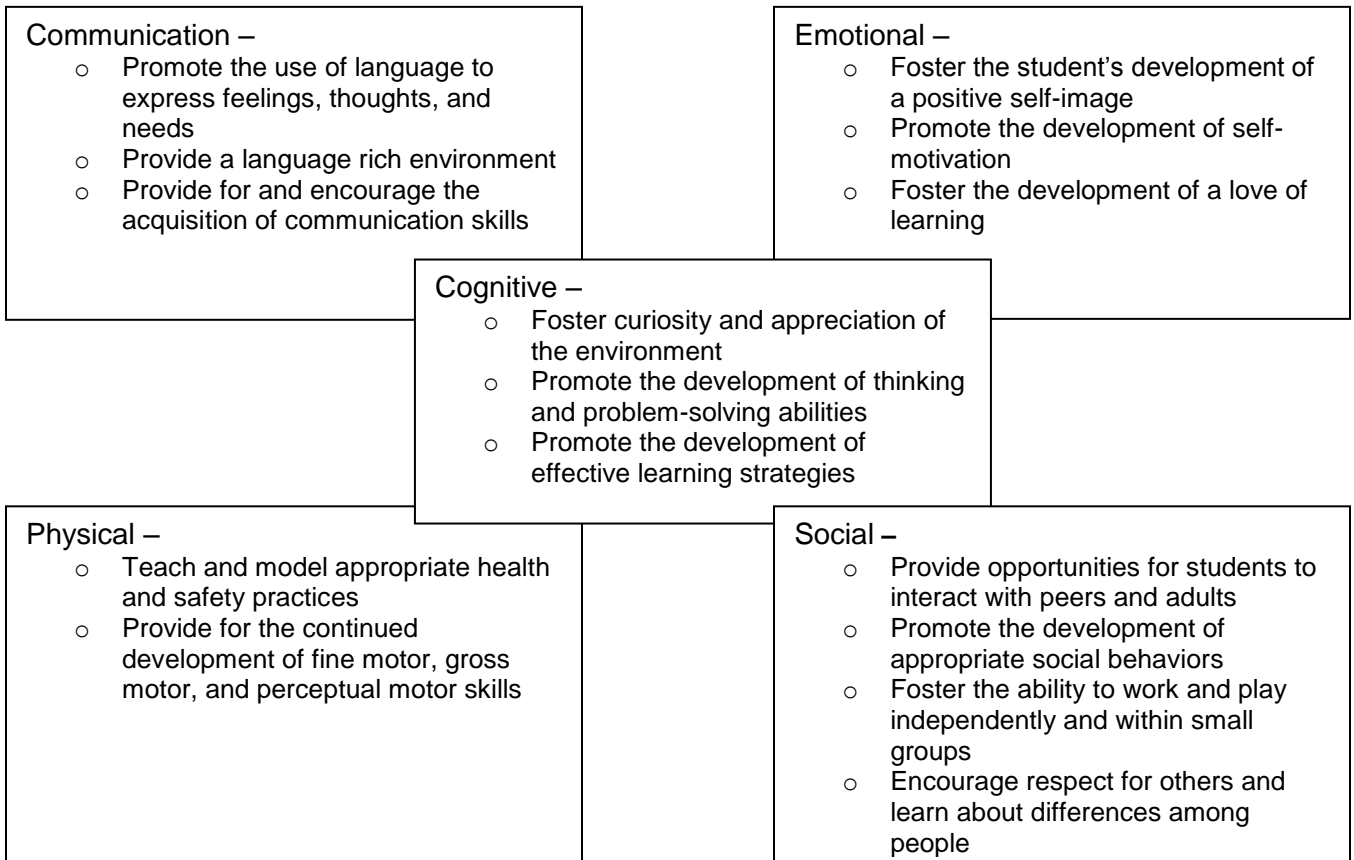 Communication –
o Promote the use of language to
express feelings, thoughts, and
needs
o Provide a language rich environment
o Provide for and encourage the
acquisition of communication skills
Emotional –
o Foster the student’s development of
a positive self-image
o Promote the development of self-
motivation
o Foster the development of a love of
learning
Cognitive –
o Foster curiosity and appreciation of
the environment
o Promote the development of thinking
and problem-solving abilities
o Promote the development of
effective learning strategies
Physical –
o Teach and model appropriate health
and safety practices
o Provide for the continued
development of fine motor, gross
motor, and perceptual motor skills
Social –
o Provide opportunities for students to
interact with peers and adults
o Promote the development of
appropriate social behaviors
o Foster the ability to work and play
independently and within small
groups
o Encourage respect for others and
learn about differences among
people